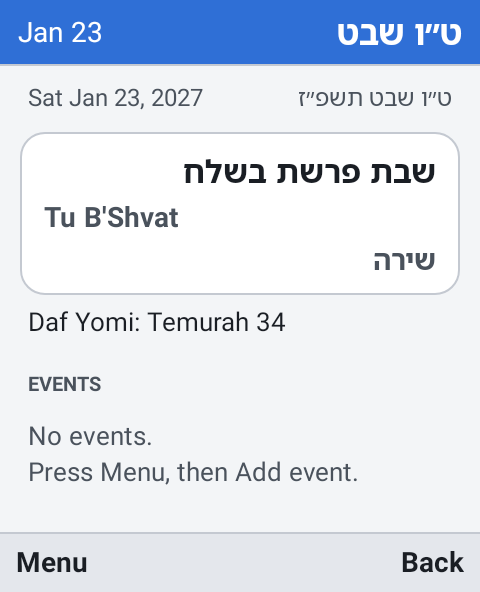 Jan 23 ט״ו שבט
Sat Jan 23, 2027 ט״ו שבט תשפ״ז
שבת פרשת בשלח
Tu B'Shvat
שירה
Daf Yomi: Temurah 34
EVENTS
No events.
Press Menu, then Add event.
Menu Back